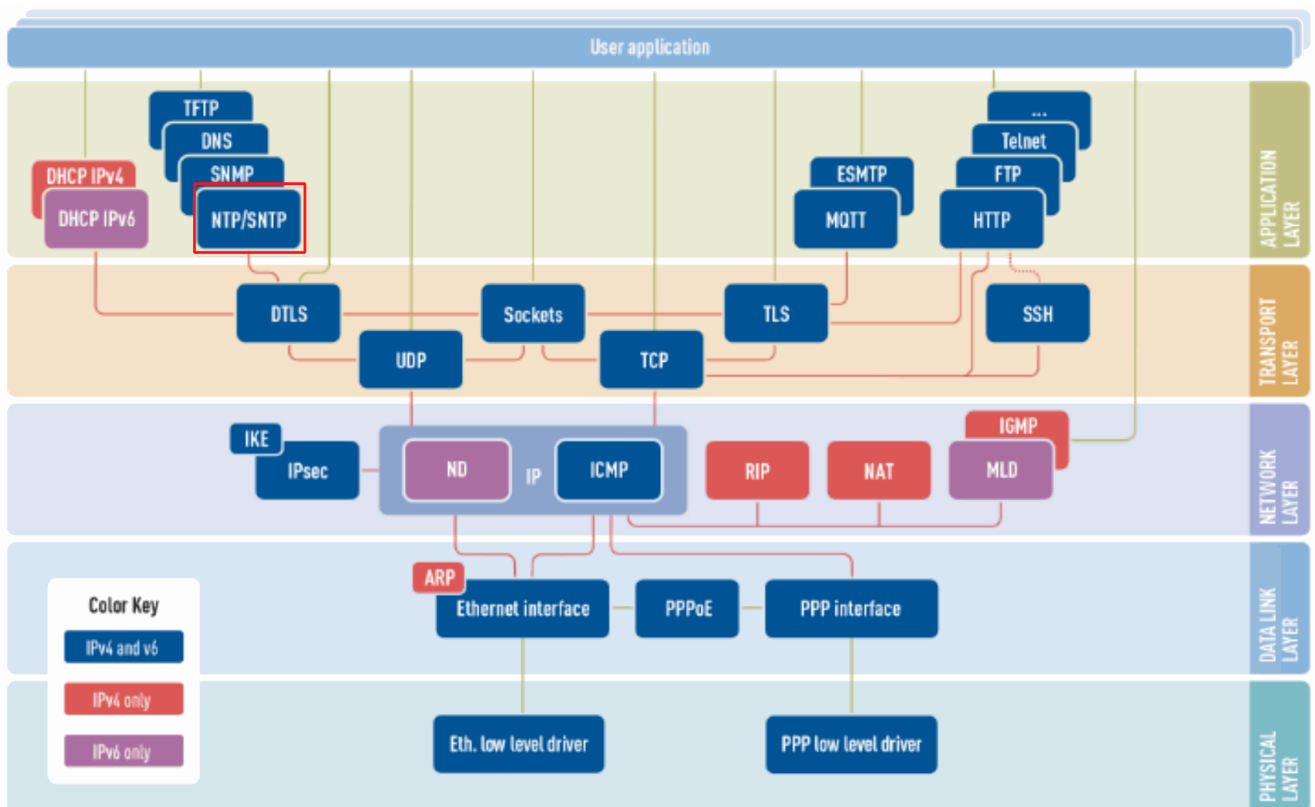 User application
TFTP
DNS
SNMP
NTP/SNTP
DHCP IPv4
DHCP IPv6
ESMTP
MQTT
...
Telnet
FTP
HTTP
APPLICATION
LAYER
DTLS
Sockets
TLS
SSH
UDP
TCP
TRANSPORT
LAYER
IKE
IPsec
ND
IP
ICMP
RIP
NAT
IGMP
MLD
NETWORK
LAYER
ARP
Ethernet interface
PPPoE
PPP interface
DATA LINK
LAYER
Color Key
IPv4 and v6
IPv4 only
IPv6 only
Eth. low level driver
PPP low level driver
PHYSICAL
LAYER